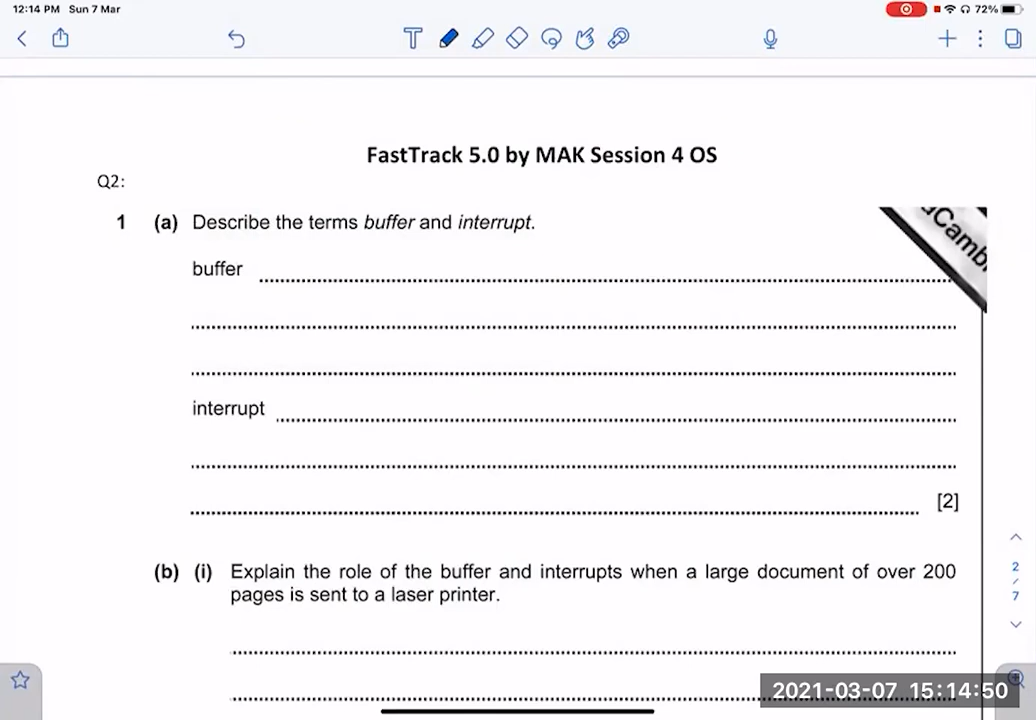 12:14 PM Sun 7 Mar
72%
FastTrack 5.0 by MAK Session 4 OS
Q2:
1 (a) Describe the terms buffer and interrupt.
buffer
interrupt
[2]
(b) (i) Explain the role of the buffer and interrupts when a large document of over 200
pages is sent to a laser printer.
2
/
7
2021-03-07 15:14:50